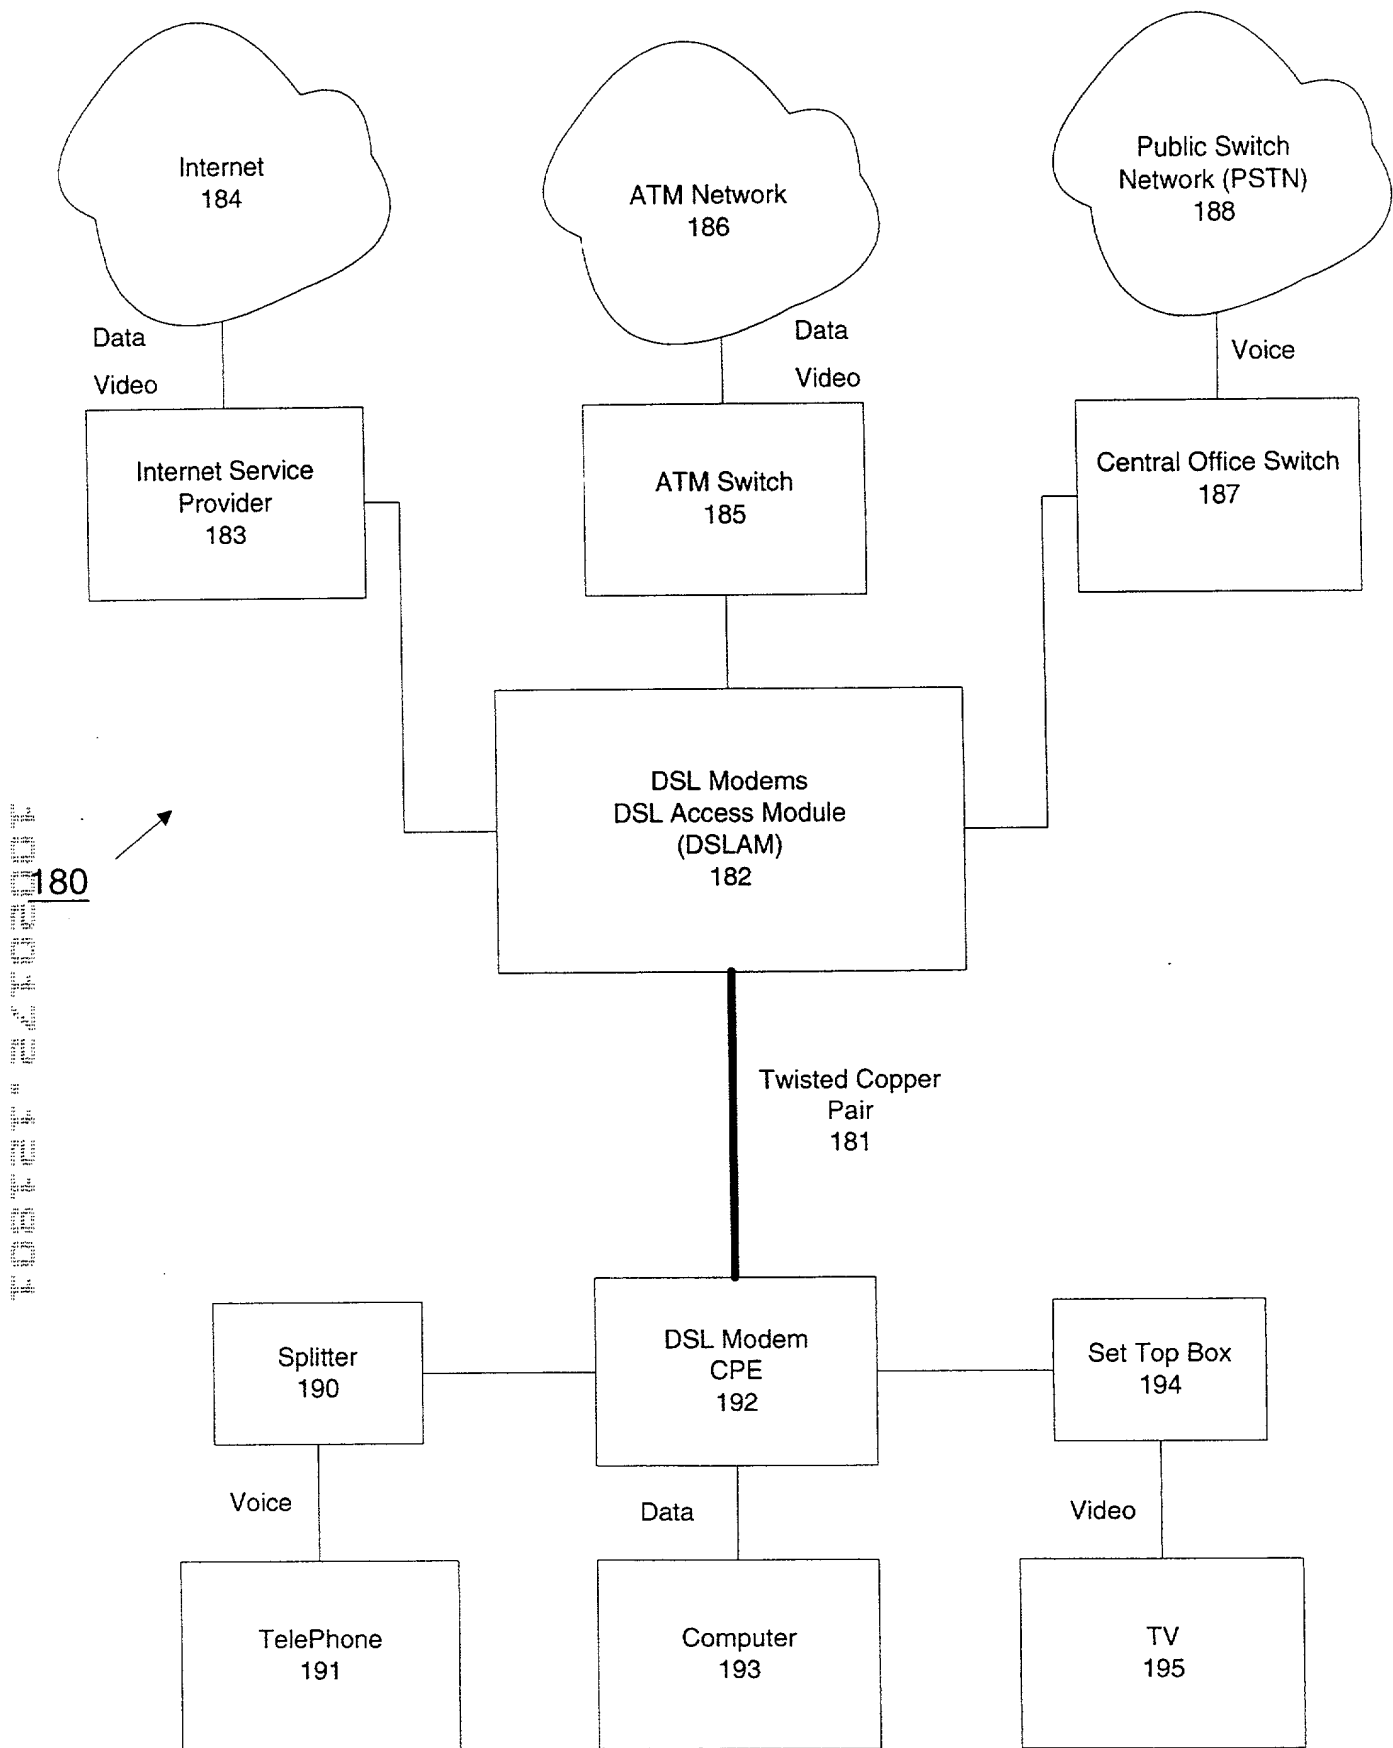 Internet
184
ATM Network
186
Public Switch
Network (PSTN)
188
Data
Video
Data
Video
Voice
Internet Service
Provider
183
ATM Switch
185
Central Office Switch
187
DSL Modems
DSL Access Module
(DSLAM)
182
180
Twisted Copper
Pair
181
Splitter
190
DSL Modem
CPE
192
Set Top Box
194
Voice
Data
Video
TelePhone
191
Computer
193
TV
195